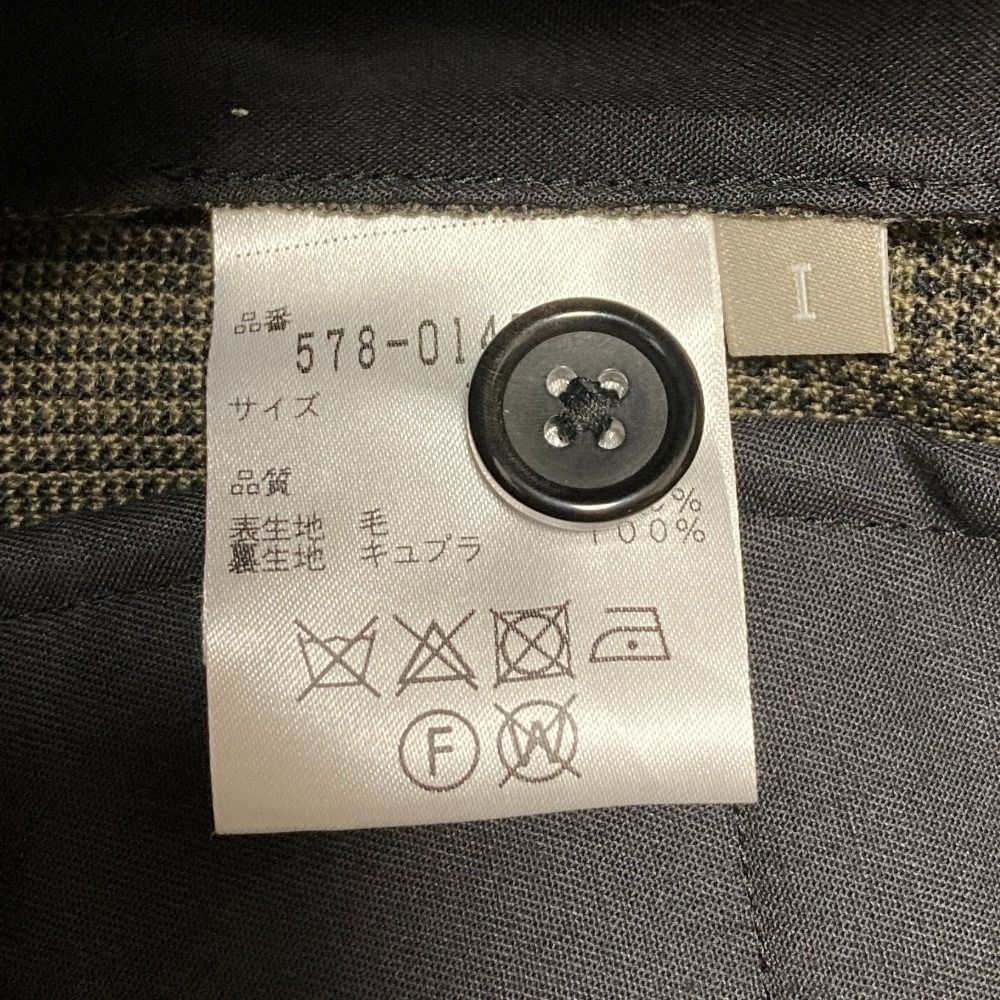 品番
578-014
I
サイズ
品質
表生地 毛 %
裏生地 キュプラ 100%
F W